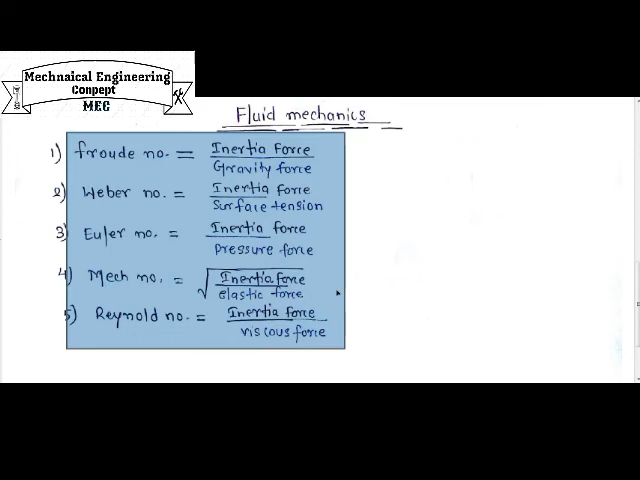 Mechnaical Engineering
Conpept
MEC
Fluid mechanics
1) Froude no. = Inertia Force
Gravity force
2) Weber no. = Inertia force
Surface tension
3) Euler no. = Inertia force
Pressure force
4) Mech no. = √ Inertia force
elastic force
5) Reynold no. = Inertia force
viscous force